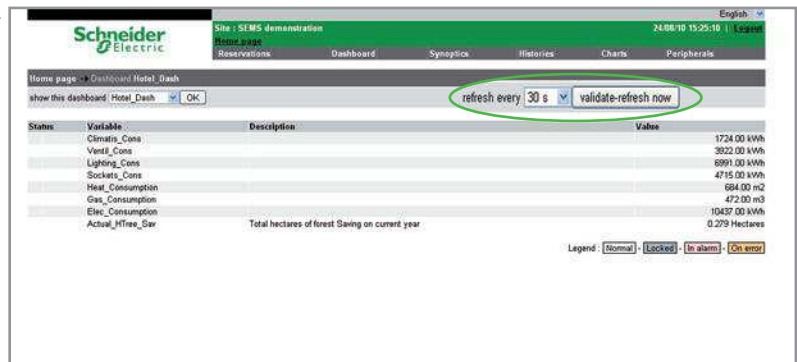 English
Schneider Electric
Site : SEMS demonstration
24/08/10 15:25:10 | Logout
Home page
Reservations Dashboard Synoptics Histories Charts Peripherals
Home page Dashboard Hotel_Dash
show this dashboard Hotel_Dash OK refresh every 30 s validate-refresh now
Status Variable Description Value
Climatis_Cons 1724.00 kWh
Ventil_Cons 3922.00 kWh
Lighting_Cons 6991.00 kWh
Sockets_Cons 4715.00 kWh
Heat_Consumption 684.00 m2
Gas_Consumption 472.00 m3
Elec_Consumption 10437.00 kWh
Actual_HTree_Sav Total hectares of forest Saving on current year 0.279 Hectares
Legend : Normal - Locked - In alarm - On error